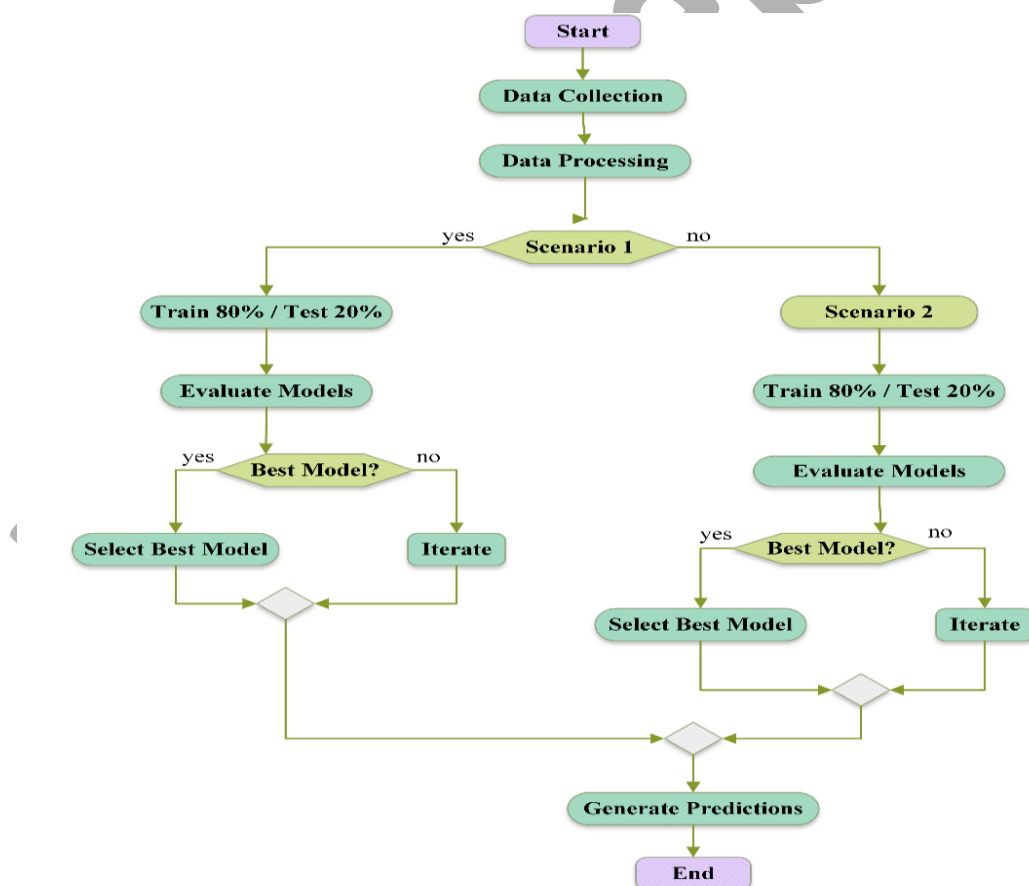 Start
Data Collection
Data Processing
yes
Scenario 1
no
Train 80% / Test 20%
Scenario 2
Evaluate Models
Train 80% / Test 20%
yes
Best Model?
no
Evaluate Models
Select Best Model
Iterate
yes
Best Model?
no
Select Best Model
Iterate
Generate Predictions
End